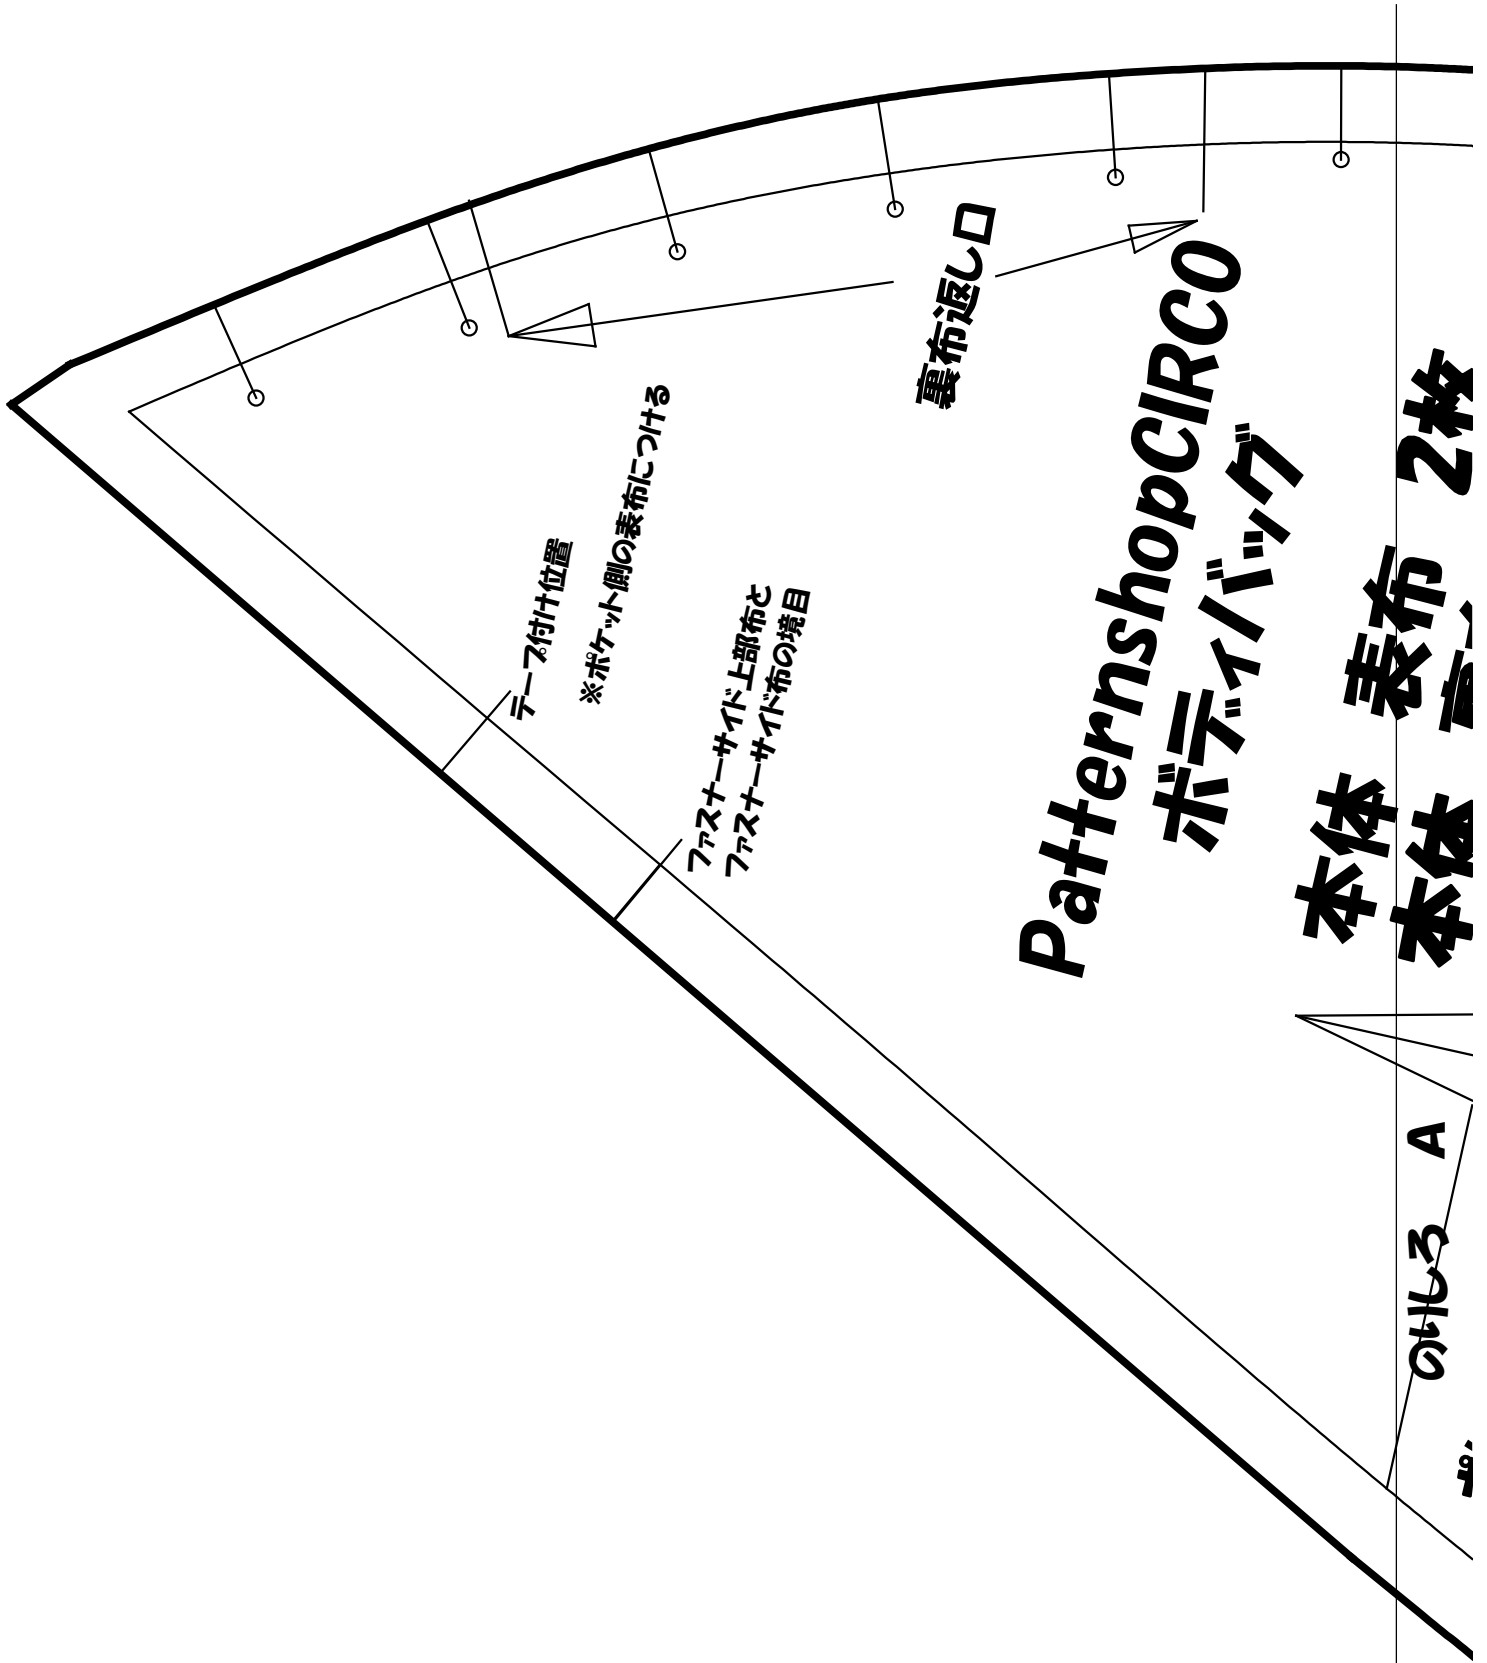 裏布返し口
テープ付け位置
※ポケット側の表布につける
ファスナーサイド上部布と
ファスナーサイド布の境目
PatternshopCIRCO
ボディバッグ
本体 表布 2枚
本体
のりしろ A